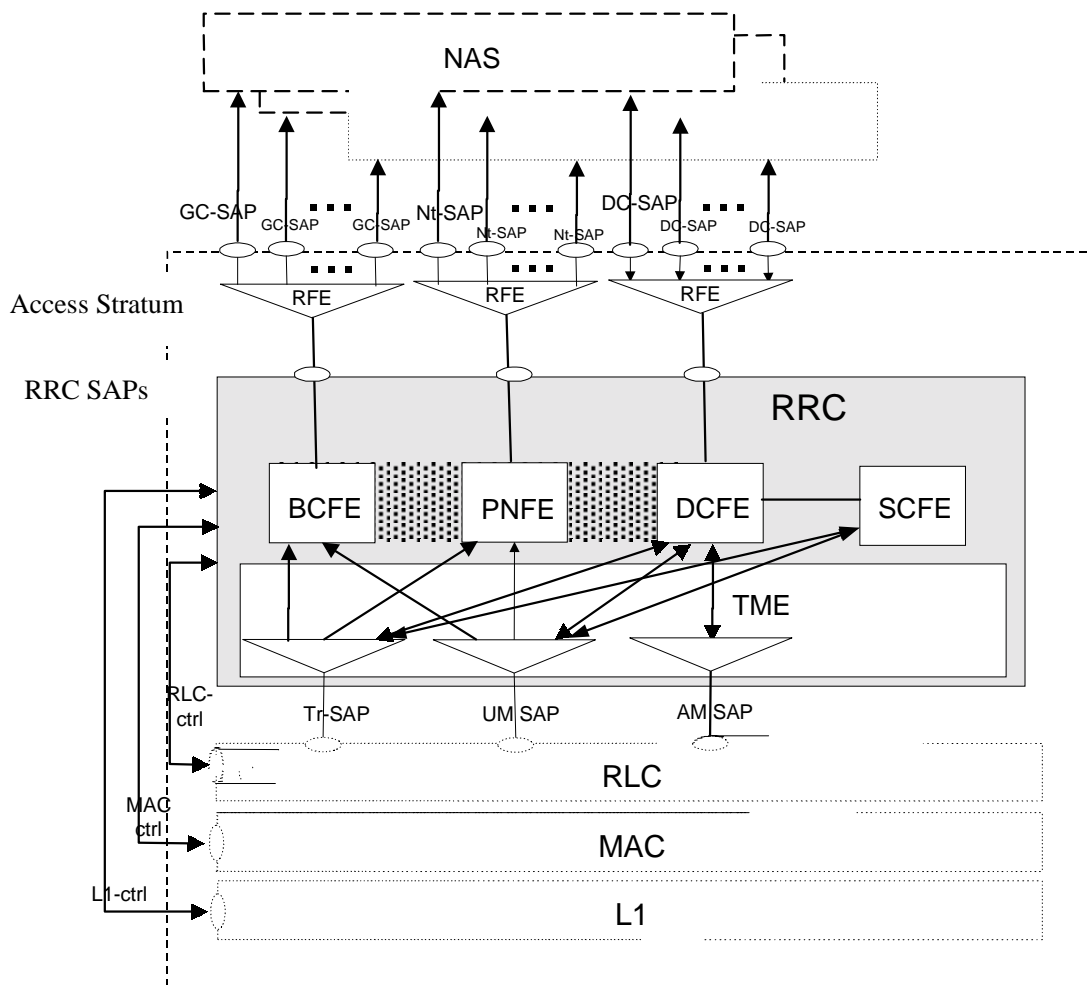 NAS
GC-SAP
GC-SAP
GC-SAP
Nt-SAP
Nt-SAP
Nt-SAP
DC-SAP
DC-SAP
DC-SAP
RFE
RFE
RFE
Access Stratum
RRC SAPs
RRC
BCFE
PNFE
DCFE
SCFE
TME
RLC-
ctrl
Tr-SAP
UM SAP
AM SAP
RLC
MAC
ctrl
MAC
L1-ctrl
L1